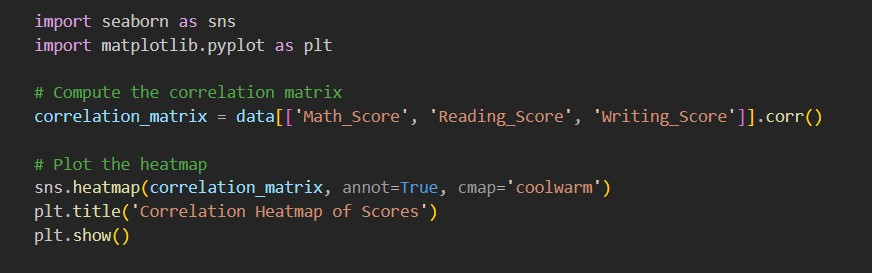 import seaborn as sns
import matplotlib.pyplot as plt
# Compute the correlation matrix
correlation_matrix = data[['Math_Score', 'Reading_Score', 'Writing_Score']].corr()
# Plot the heatmap
sns.heatmap(correlation_matrix, annot=True, cmap='coolwarm')
plt.title('Correlation Heatmap of Scores')
plt.show()